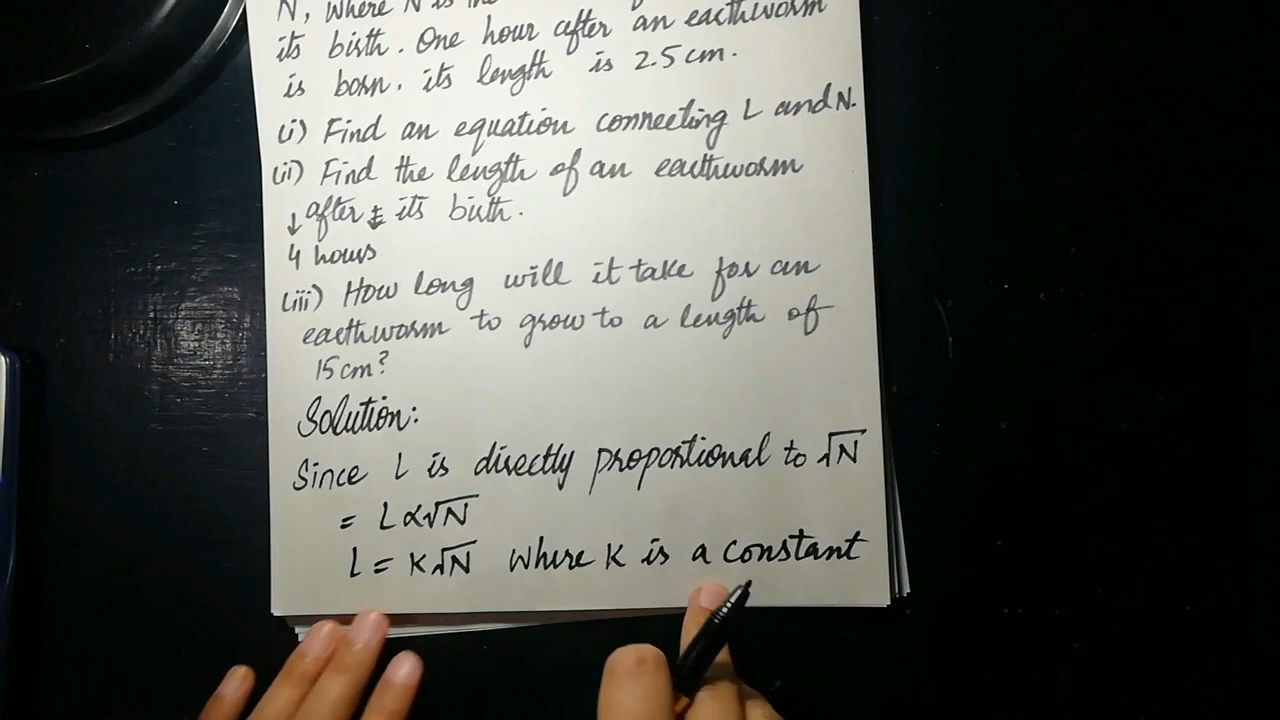 N, where N is the
its birth. One hour after an earthworm
is born, its length is 2.5 cm.
(i) Find an equation connecting L and N.
(ii) Find the length of an earthworm
↓ after its birth.
4 hours
(iii) How long will it take for an
earthworm to grow to a length of
15 cm?
Solution:
Since L is directly proportional to √N
= L α √N
L = K√N where K is a constant